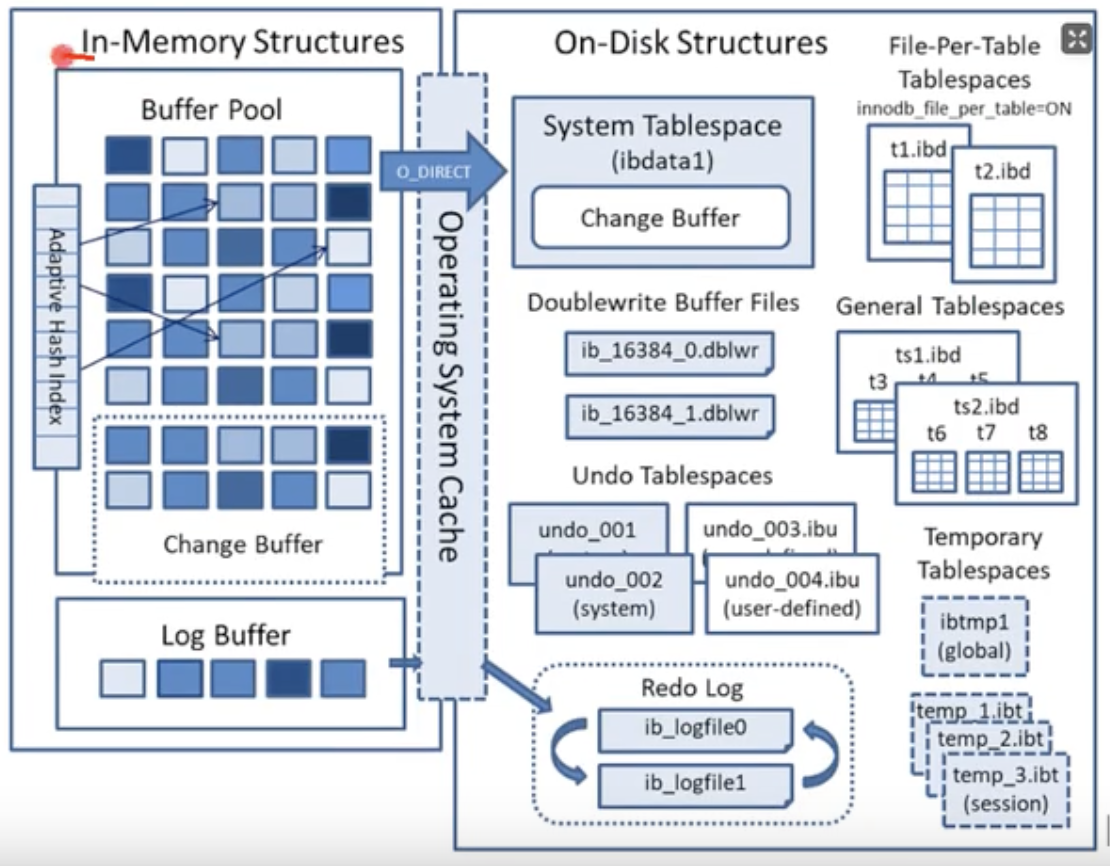 In-Memory Structures
Buffer Pool
Adaptive Hash Index
Change Buffer
Log Buffer
O_DIRECT
Operating System Cache
On-Disk Structures
System Tablespace
(ibdata1)
Change Buffer
Doublewrite Buffer Files
ib_16384_0.dblwr
ib_16384_1.dblwr
Undo Tablespaces
undo_001
undo_002
(system)
undo_003.ibu
undo_004.ibu
(user-defined)
Redo Log
ib_logfile0
ib_logfile1
File-Per-Table
Tablespaces
innodb_file_per_table=ON
t1.ibd
t2.ibd
General Tablespaces
ts1.ibd
t3 t4 t5
ts2.ibd
t6 t7 t8
Temporary
Tablespaces
ibtmp1
(global)
temp_1.ibt
temp_2.ibt
temp_3.ibt
(session)